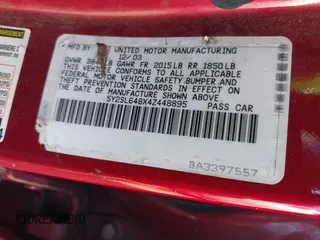 MFD BY UNITED MOTOR MANUFACTURING
12/03
GVWR 3840LB GAWR FR 2015LB RR 1850LB
THIS VEHICLE CONFORMS TO ALL APPLICABLE
FEDERAL MOTOR VEHICLE SAFETY, BUMPER, AND
THEFT PREVENTION STANDARDS IN EFFECT ON
THE DATE OF MANUFACTURE SHOWN ABOVE.
5Y2SL648X4Z448895 PASS CAR
BA3397557